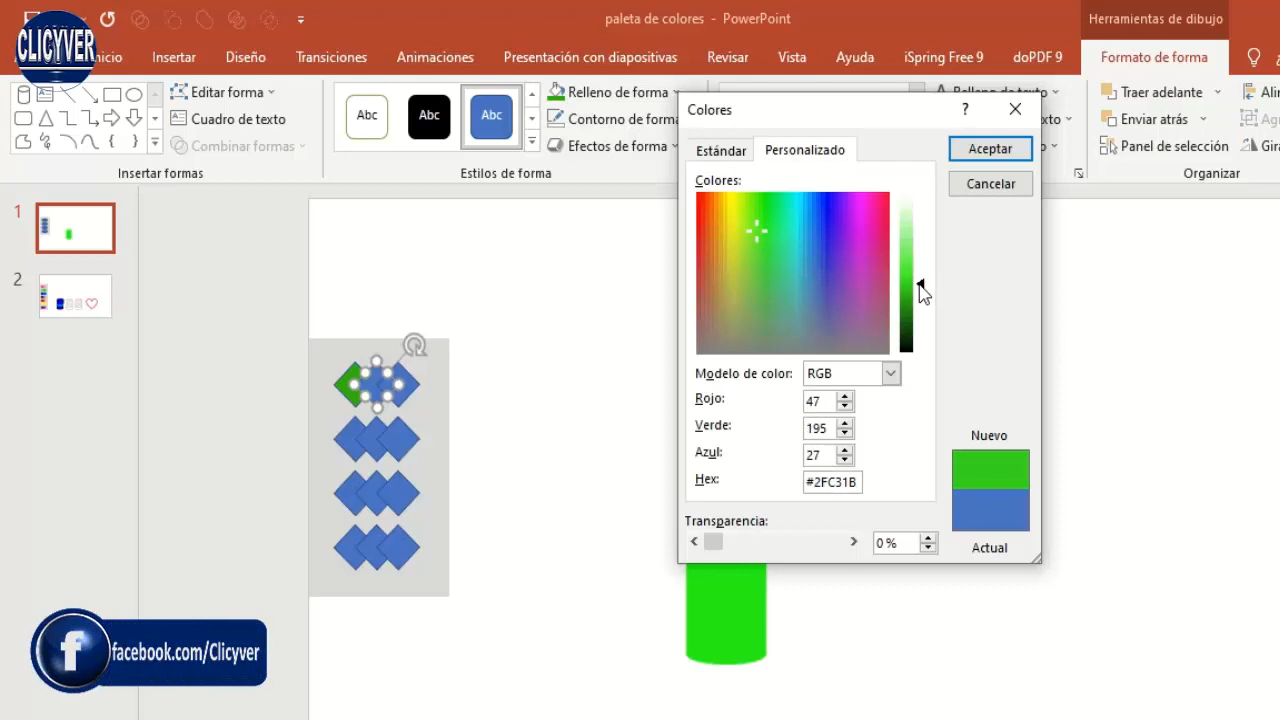 CLICYVER
paleta de colores - PowerPoint
Herramientas de dibujo
nicio
Insertar
Diseño
Transiciones
Animaciones
Presentación con diapositivas
Revisar
Vista
Ayuda
iSpring Free 9
doPDF 9
Formato de forma
Editar forma
Cuadro de texto
Combinar formas
Insertar formas
Abc
Abc
Abc
Relleno de forma
Contorno de forma
Efectos de forma
Estilos de forma
Traer adelante
Enviar atrás
Panel de selección
Alin
Gira
Organizar
Colores
?
Estándar
Personalizado
Aceptar
Cancelar
Colores:
Modelo de color:
RGB
Rojo:
47
Verde:
195
Azul:
27
Hex:
#2FC31B
Transparencia:
0 %
Nuevo
Actual
1
2
f
facebook.com/Clicyver